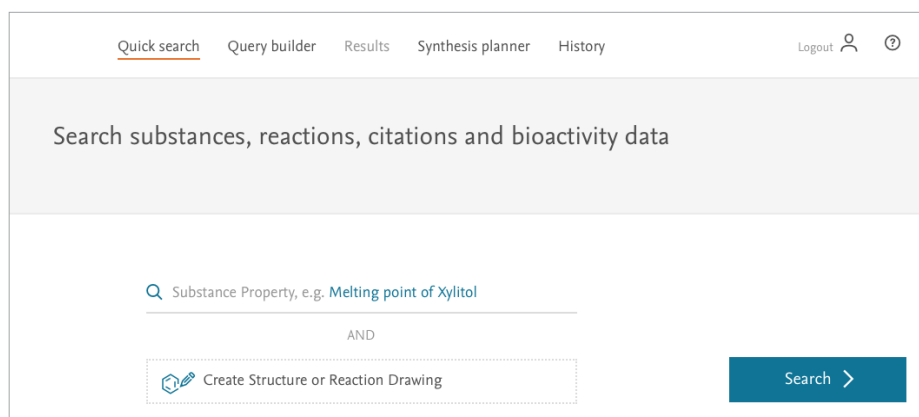 Quick search Query builder Results Synthesis planner History Logout
Search substances, reactions, citations and bioactivity data
Substance Property, e.g. Melting point of Xylitol
AND
Create Structure or Reaction Drawing
Search